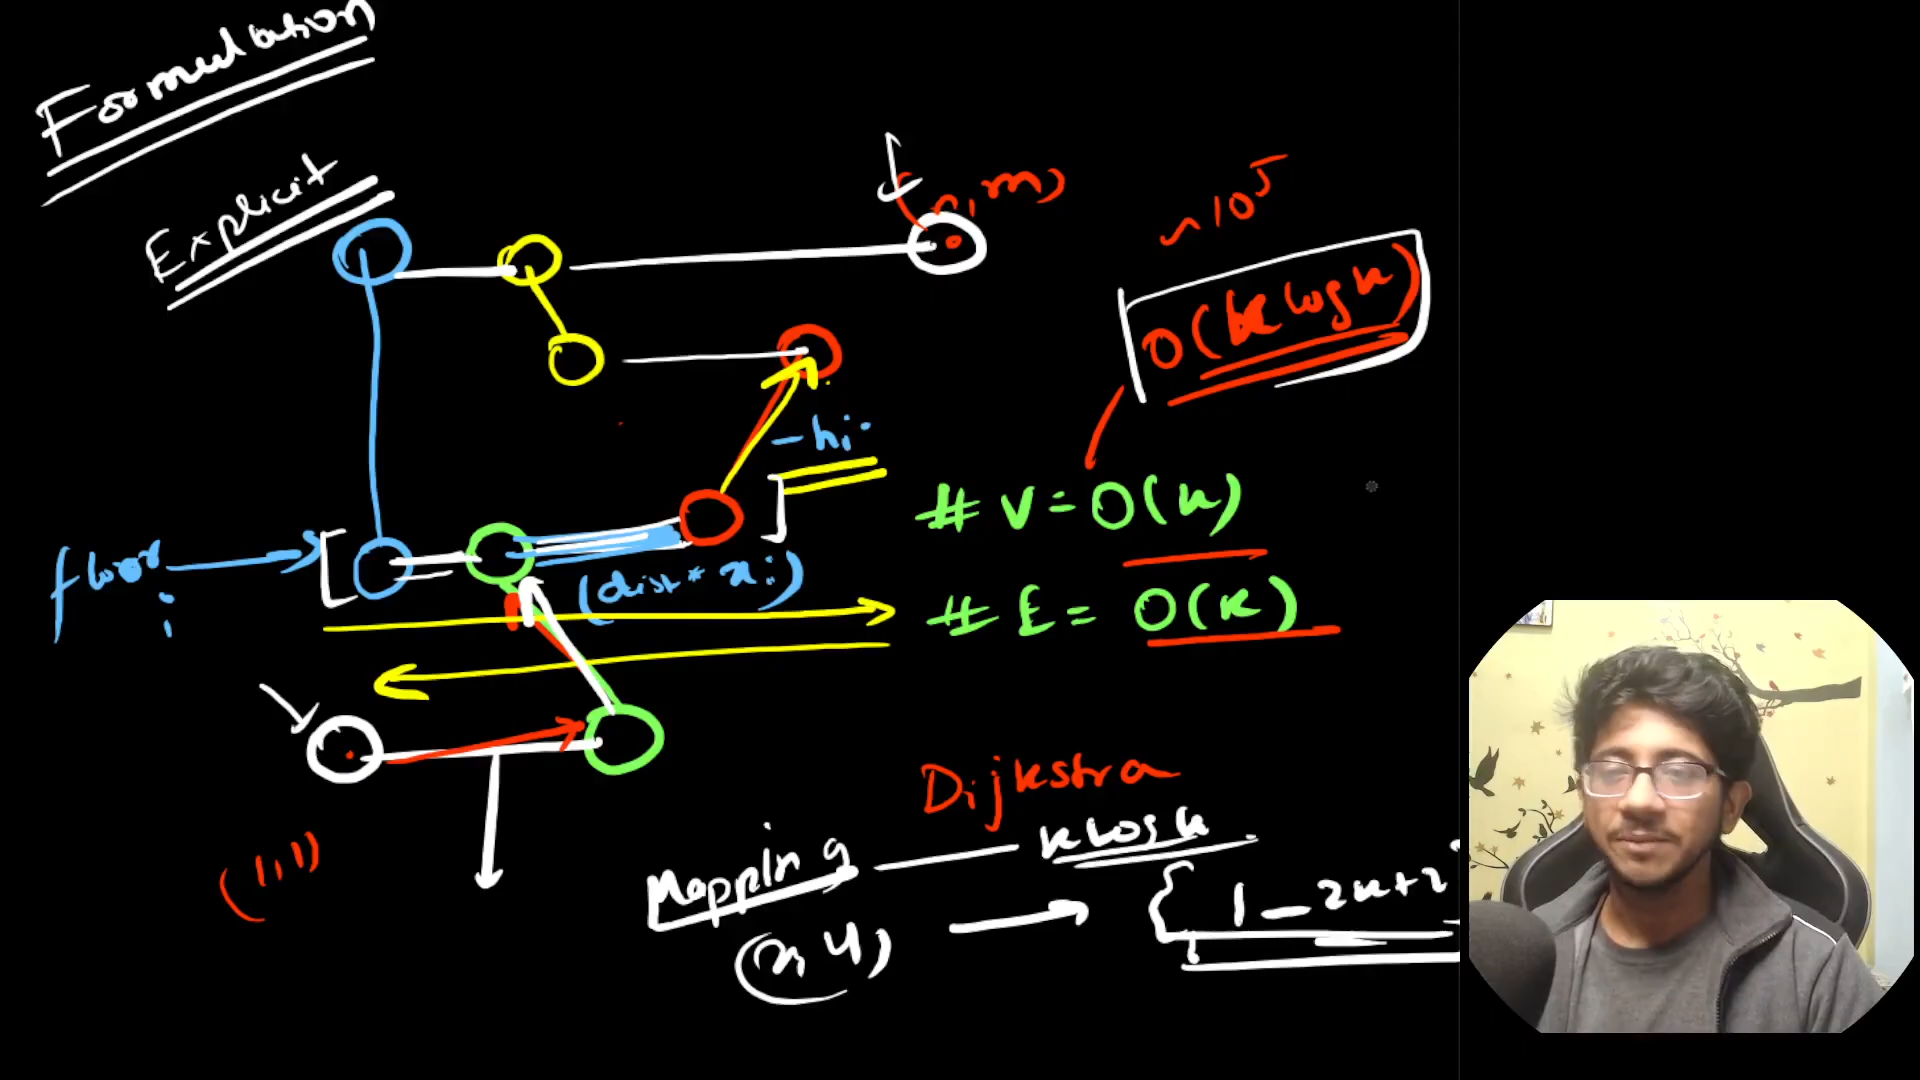 Formulation
Explicit
(n,m)
~10^5
O(k log k)
-hi
# V = O(k)
floor i
(dist * xi)
# E = O(k)
Dijkstra
Mapping — k log k
(1,1)
(x, y) → { 1 — 2k+2